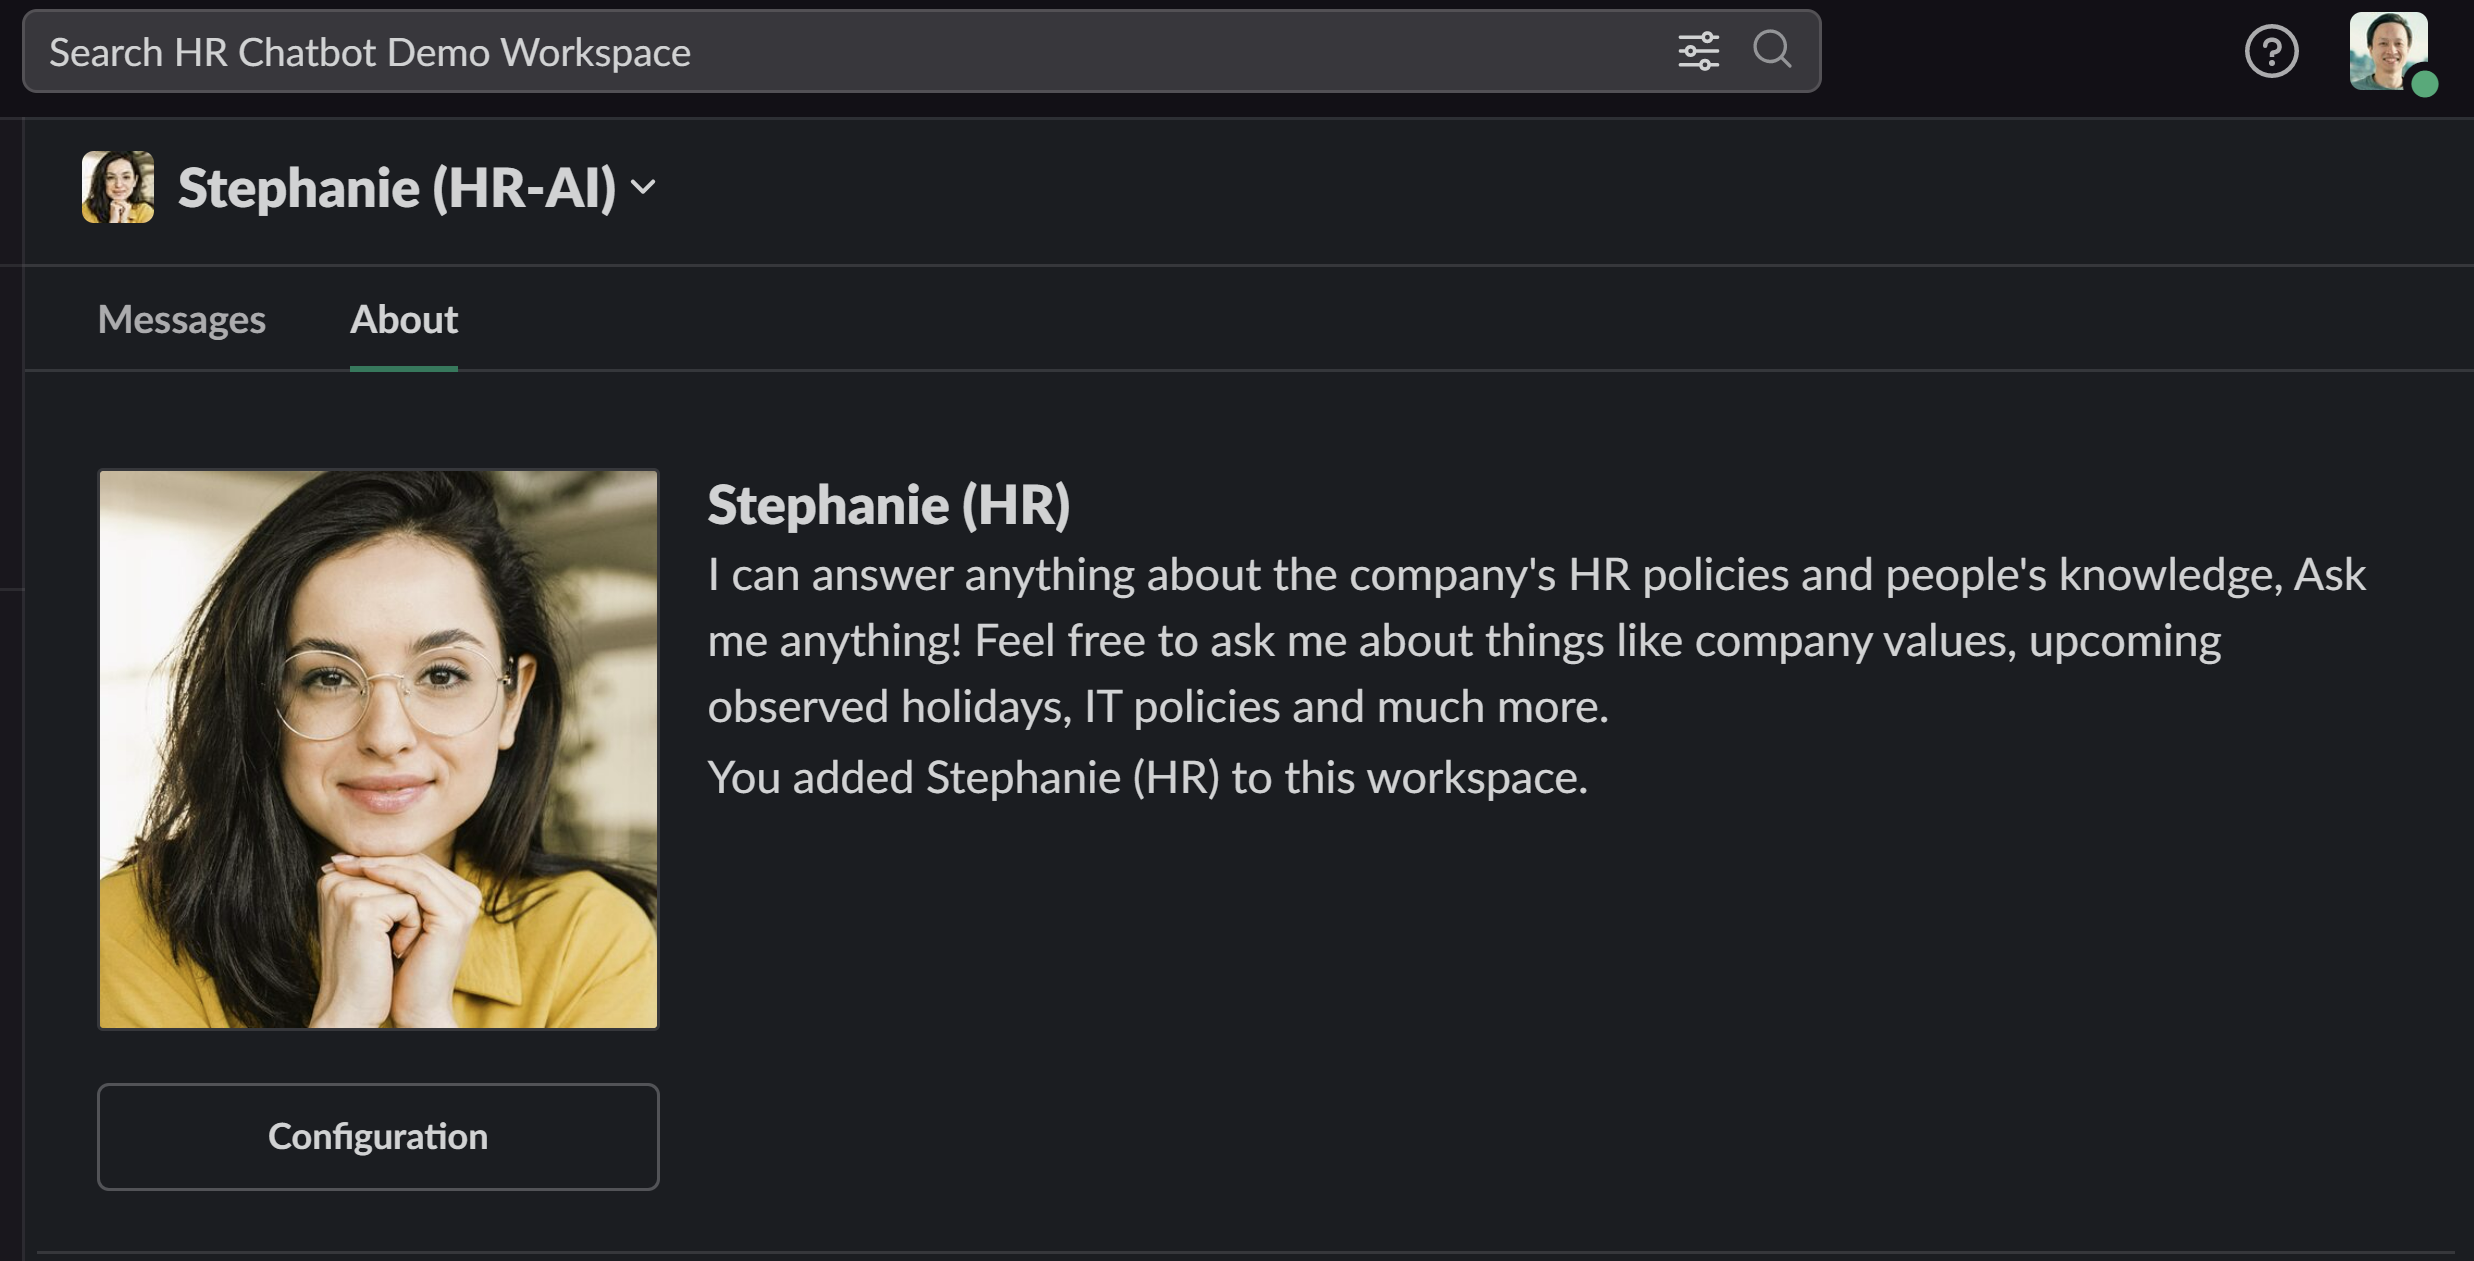 Search HR Chatbot Demo Workspace
Stephanie (HR-AI)
Messages
About
Stephanie (HR)
I can answer anything about the company's HR policies and people's knowledge, Ask
me anything! Feel free to ask me about things like company values, upcoming
observed holidays, IT policies and much more.
You added Stephanie (HR) to this workspace.
Configuration